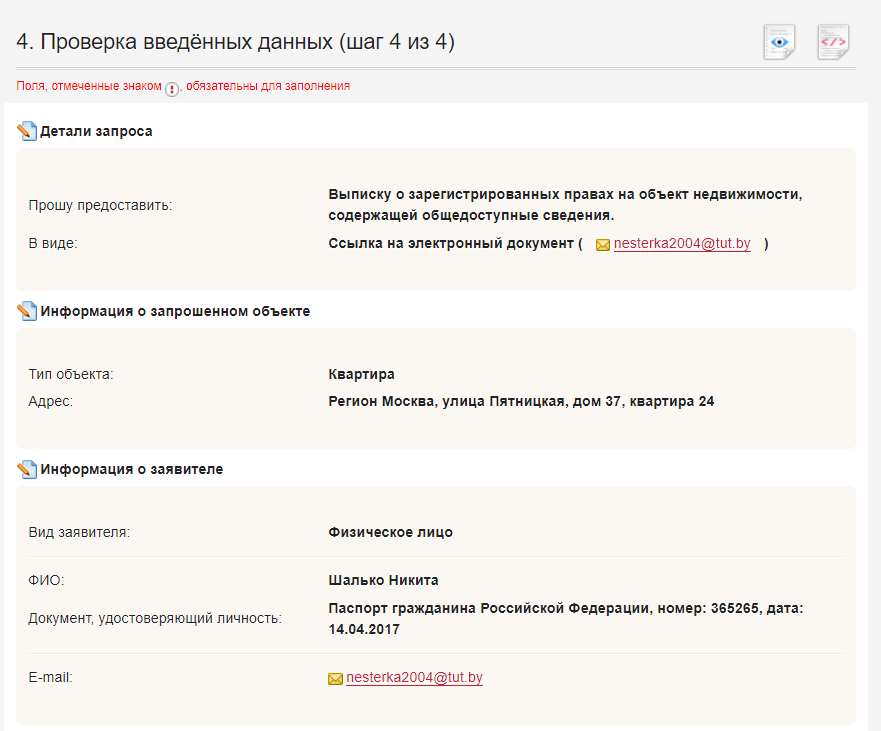 4. Проверка введённых данных (шаг 4 из 4)
Поля, отмеченные знаком !, обязательны для заполнения
Детали запроса
Прошу предоставить:
Выписку о зарегистрированных правах на объект недвижимости,
содержащей общедоступные сведения.
В виде:
Ссылка на электронный документ ( nesterka2004@tut.by )
Информация о запрошенном объекте
Тип объекта:
Квартира
Адрес:
Регион Москва, улица Пятницкая, дом 37, квартира 24
Информация о заявителе
Вид заявителя:
Физическое лицо
ФИО:
Шалько Никита
Документ, удостоверяющий личность:
Паспорт гражданина Российской Федерации, номер: 365265, дата:
14.04.2017
E-mail:
nesterka2004@tut.by